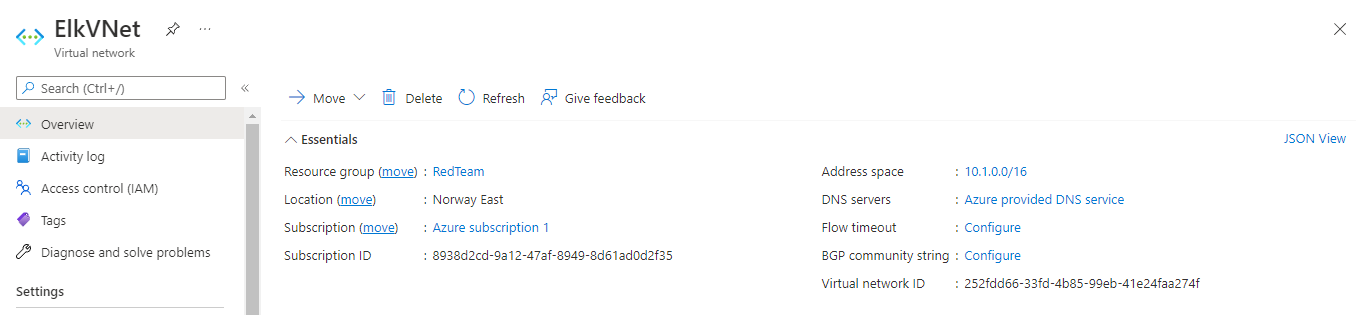 ElkVNet
Virtual network
Search (Ctrl+/)
Overview
Activity log
Access control (IAM)
Tags
Diagnose and solve problems
Settings
Move Delete Refresh Give feedback
Essentials JSON View
Resource group (move) : RedTeam
Location (move) : Norway East
Subscription (move) : Azure subscription 1
Subscription ID : 8938d2cd-9a12-47af-8949-8d61ad0d2f35
Address space : 10.1.0.0/16
DNS servers : Azure provided DNS service
Flow timeout : Configure
BGP community string : Configure
Virtual network ID : 252fdd66-33fd-4b85-99eb-41e24faa274f